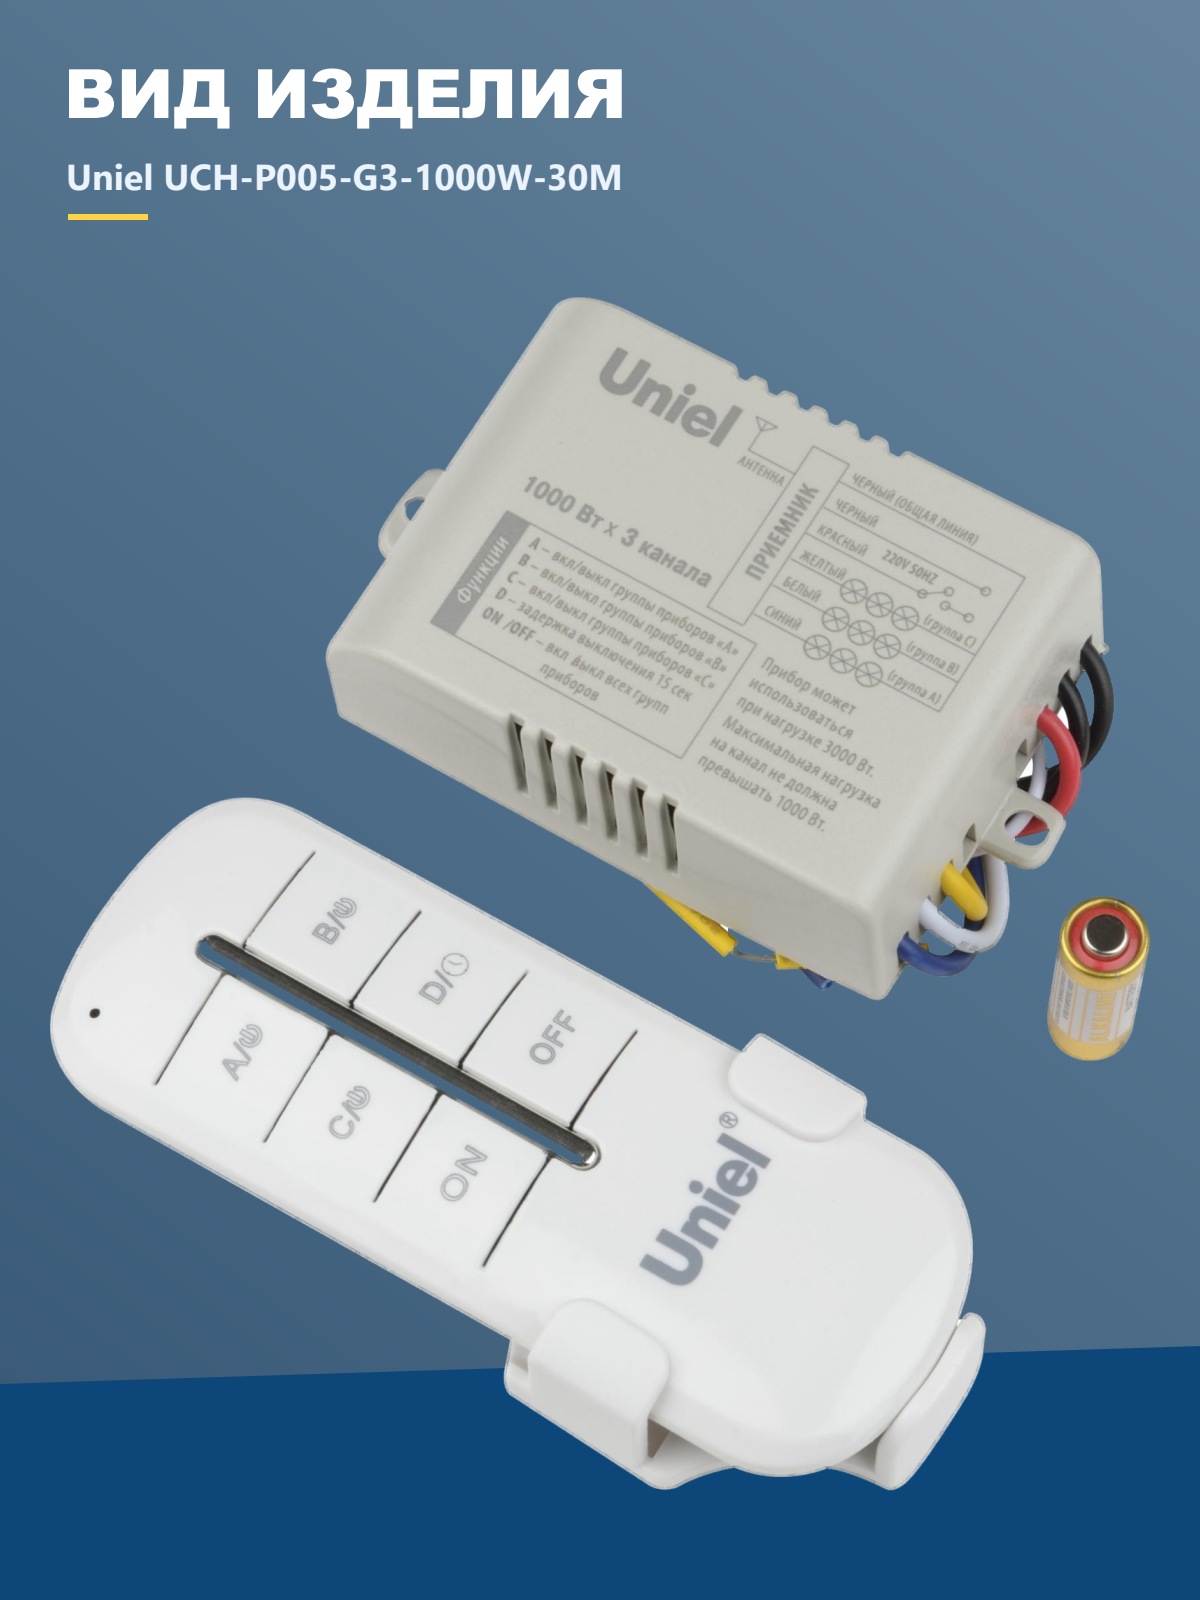 ВИД ИЗДЕЛИЯ
Uniel UCH-P005-G3-1000W-30M
Uniel
АНТЕННА
ПРИЕМНИК
ЧЕРНЫЙ (ОБЩАЯ ЛИНИЯ)
ЧЕРНЫЙ
КРАСНЫЙ 220V 50HZ
ЖЕЛТЫЙ (группа C)
БЕЛЫЙ (группа B)
СИНИЙ (группа A)
1000 Вт x 3 канала
Функции
A – вкл/выкл группы приборов «A»
B – вкл/выкл группы приборов «B»
C – вкл/выкл группы приборов «C»
D – задержка выключения 15 сек
ON /OFF – вкл выкл всех групп
приборов
Прибор может
использоваться
при нагрузке 3000 Вт.
Максимальная нагрузка
на канал не должна
превышать 1000 Вт.
B/
D/
OFF
A/
C/
ON
Uniel®